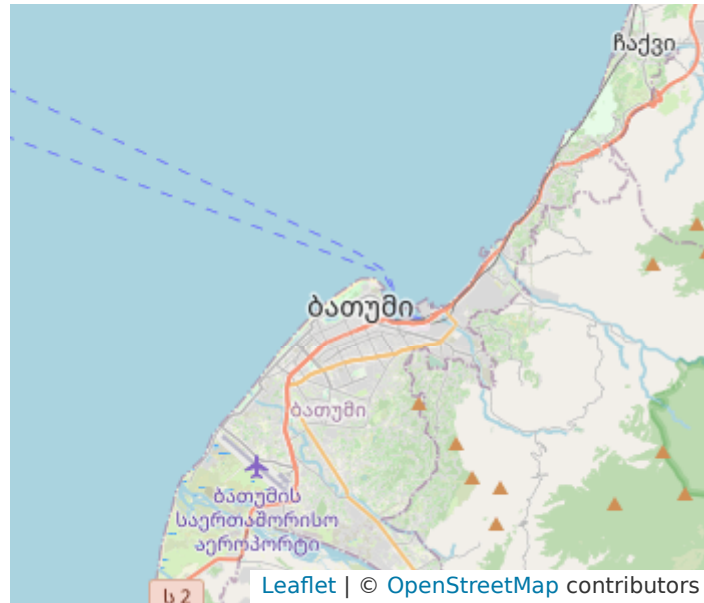 ჩაქვი
ბათუმი
ბათუმი
ბათუმის
საერთაშორისო
აეროპორტი
ს 2
Leaflet | © OpenStreetMap contributors